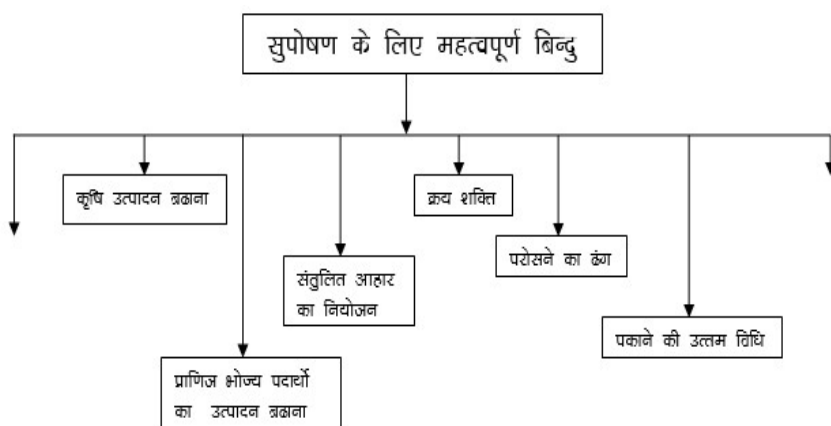 सुपोषण के लिए महत्वपूर्ण बिन्दु
कृषि उत्पादन बढाना
क्रय शक्ति
परोसने का ढंग
संतुलित आहार
का नियोजन
पकाने की उत्तम विधि
प्राणिज भोज्य पदार्थो
का उत्पादन बढाना